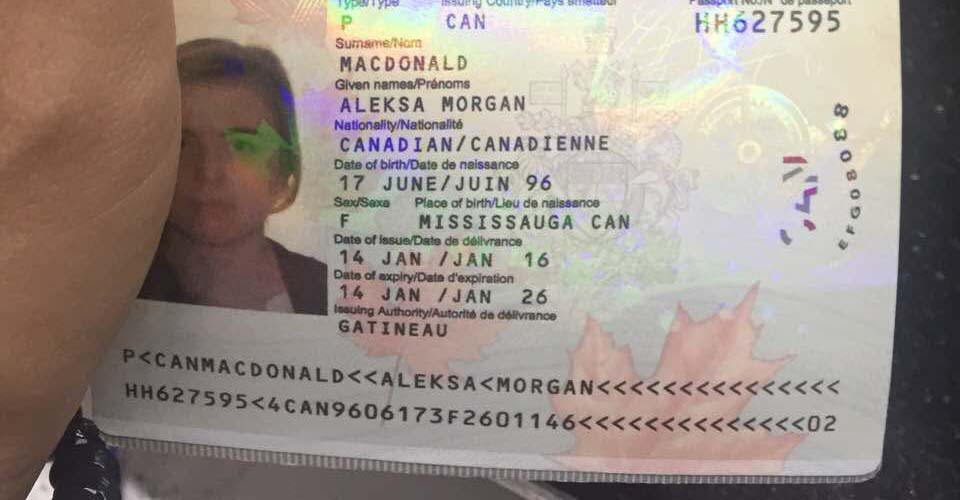 Type/Type Issuing Country/Pays émetteur Passport No./N° de passeport
P CAN HH627595
Surname/Nom
MACDONALD
Given names/Prénoms
ALEKSA MORGAN
Nationality/Nationalité
CANADIAN/CANADIENNE
Date of birth/Date de naissance
17 JUNE/JUIN 96
Sex/Sexe Place of birth/Lieu de naissance
F MISSISSAUGA CAN
Date of issue/Date de délivrance
14 JAN /JAN 16
Date of expiry/Date d'expiration
14 JAN /JAN 26
Issuing Authority/Autorité de délivrance
GATINEAU
EFG08088
P<CANMACDONALD<<ALEKSA<MORGAN<<<<<<<<<<<<<<<
HH627595<4CAN9606173F2601146<<<<<<<<<<<<<<02